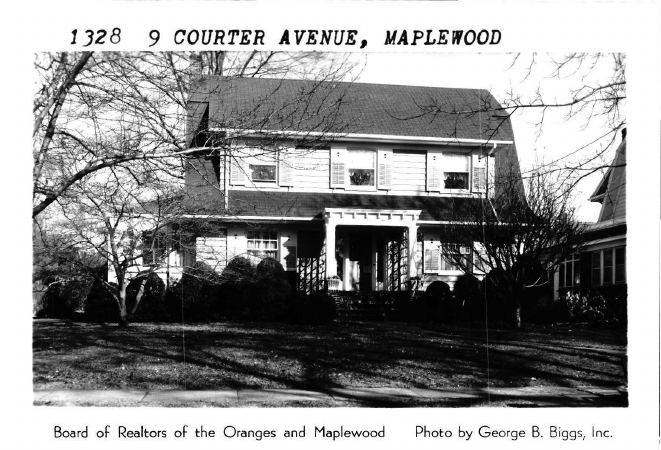 1328 9 COURTER AVENUE, MAPLEWOOD
Board of Realtors of the Oranges and Maplewood Photo by George B. Biggs, Inc.